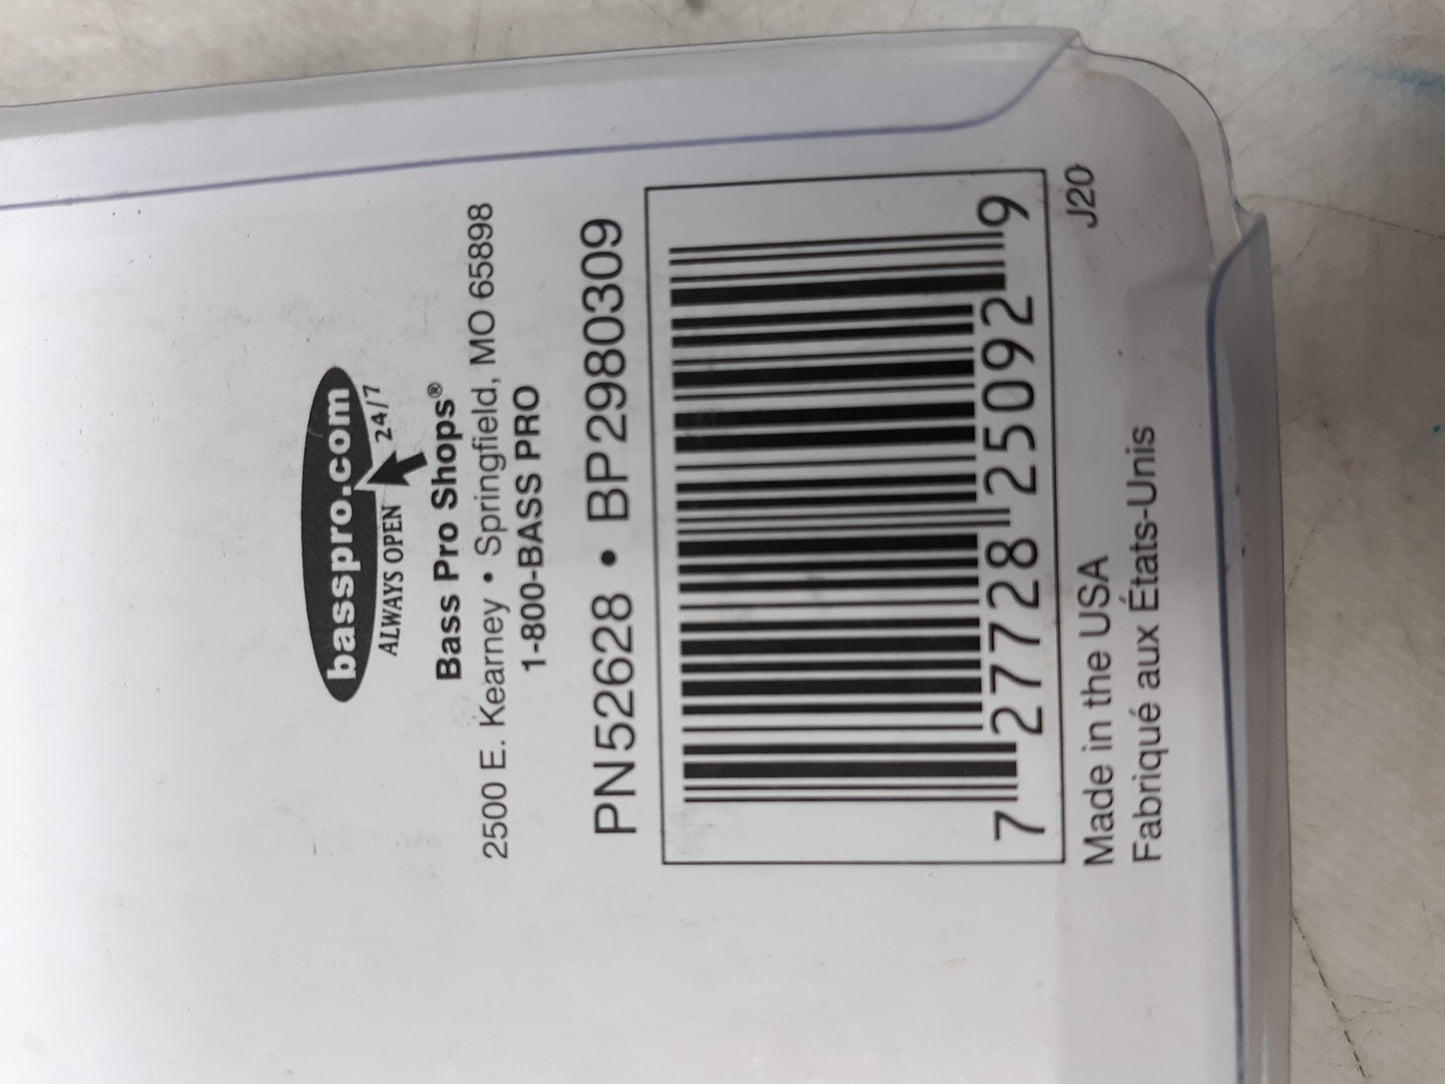 basspro.com
ALWAYS OPEN 24/7
Bass Pro Shops®
2500 E. Kearney • Springfield, MO 65898
1-800-BASS PRO
PN52628 • BP2980309
7 27728 25092 9
Made in the USA J20
Fabriqué aux États-Unis